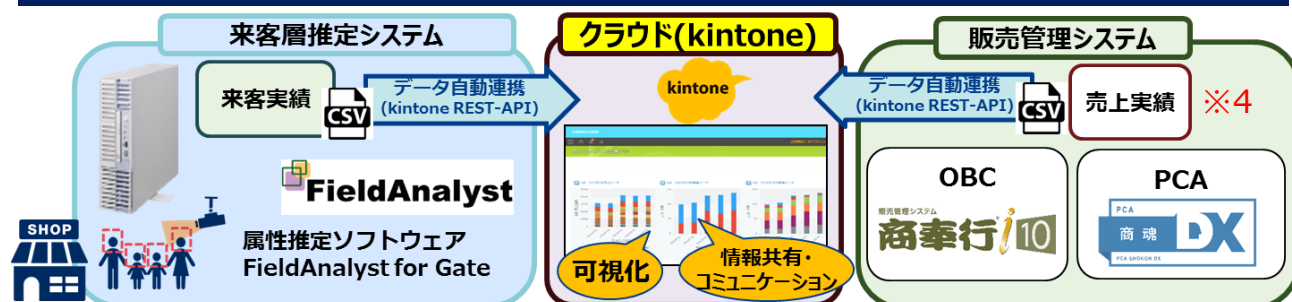 来客層推定システム
来客実績
CSV
データ自動連携
(kintone REST-API)
FieldAnalyst
SHOP
属性推定ソフトウェア
FieldAnalyst for Gate
クラウド(kintone)
kintone
可視化
情報共有・
コミュニケーション
販売管理システム
データ自動連携
(kintone REST-API)
CSV
売上実績
※4
OBC
販売管理システム
商奉行i10
PCA
PCA
商魂 DX
PCA SHOKON DX